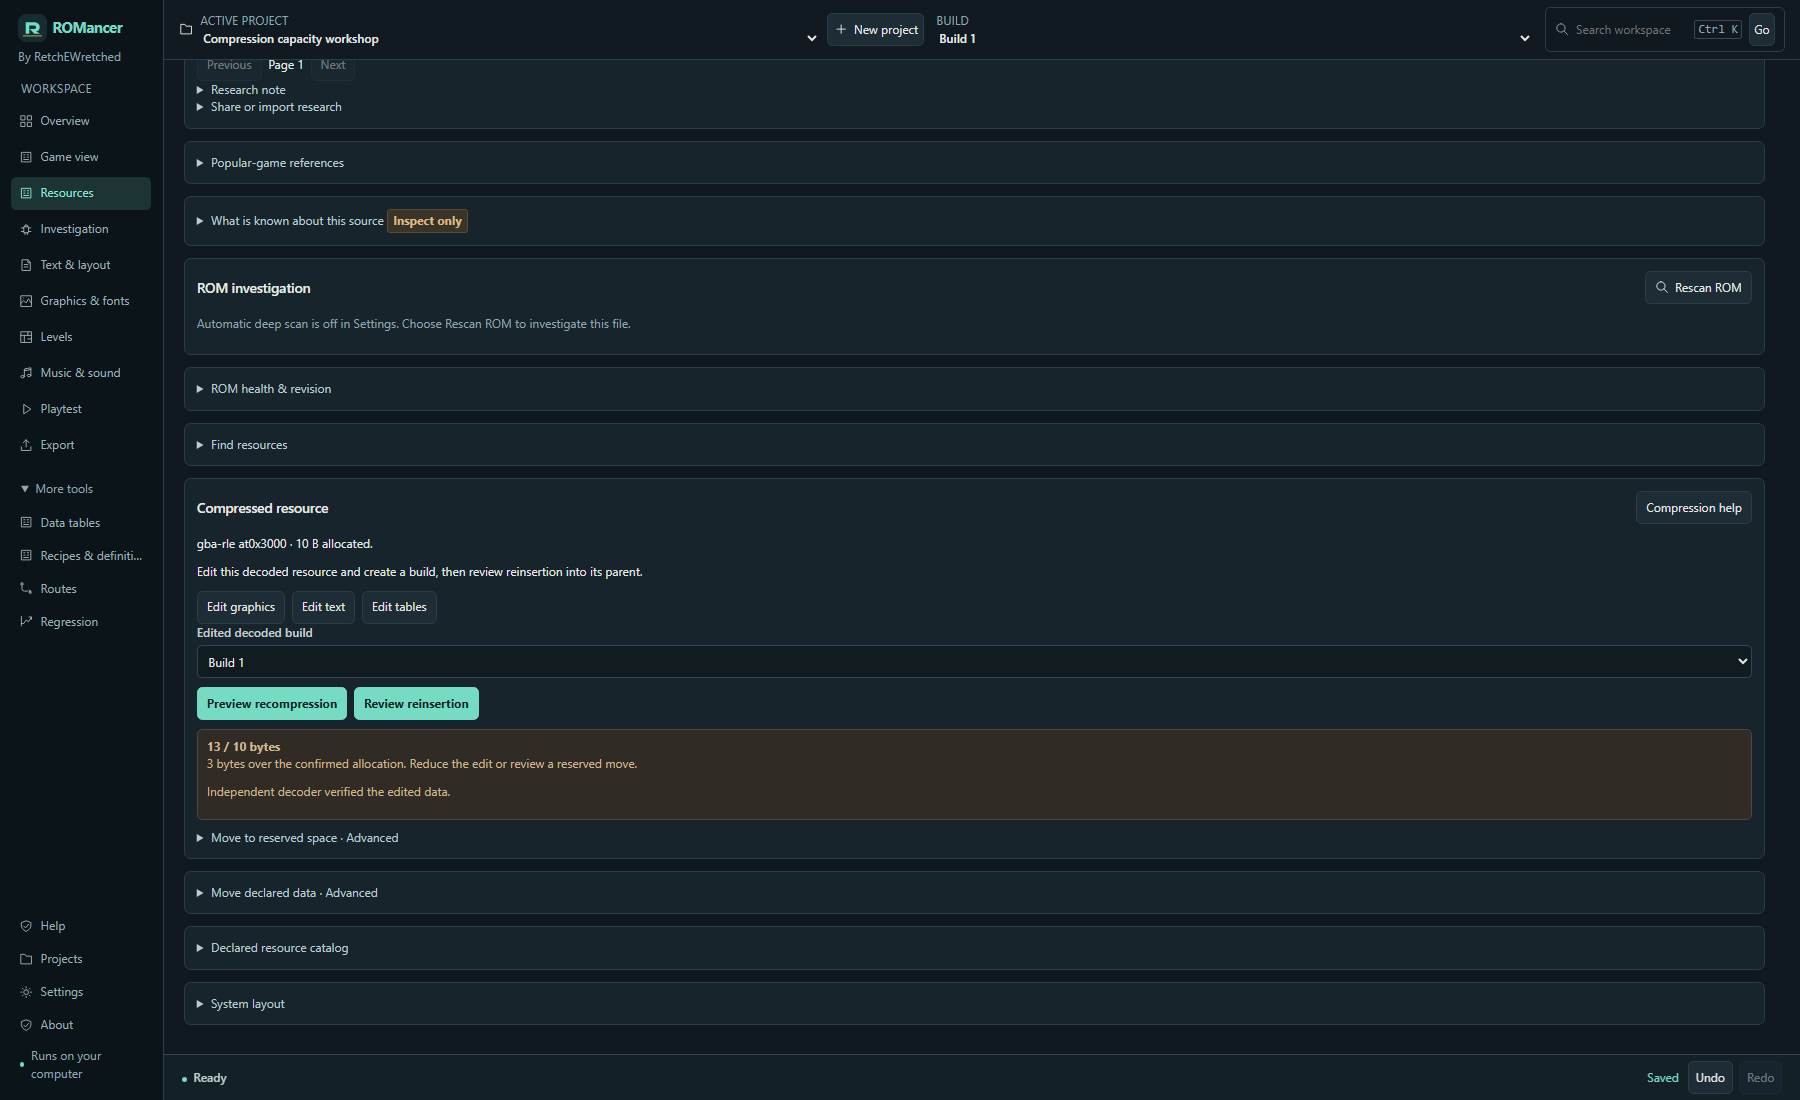 ROMancer
By RetchEWretched
WORKSPACE
Overview
Game view
Resources
Investigation
Text & layout
Graphics & fonts
Levels
Music & sound
Playtest
Export
More tools
Data tables
Recipes & definiti...
Routes
Regression
Help
Projects
Settings
About
Runs on your
computer
ACTIVE PROJECT
Compression capacity workshop
New project
BUILD
Build 1
Search workspace
Ctrl K
Go
Previous Page 1 Next
Research note
Share or import research
Popular-game references
What is known about this source Inspect only
ROM investigation
Rescan ROM
Automatic deep scan is off in Settings. Choose Rescan ROM to investigate this file.
ROM health & revision
Find resources
Compressed resource
Compression help
gba-rle at0x3000 · 10 B allocated.
Edit this decoded resource and create a build, then review reinsertion into its parent.
Edit graphics Edit text Edit tables
Edited decoded build
Build 1
Preview recompression Review reinsertion
13 / 10 bytes
3 bytes over the confirmed allocation. Reduce the edit or review a reserved move.
Independent decoder verified the edited data.
Move to reserved space · Advanced
Move declared data · Advanced
Declared resource catalog
System layout
Ready
Saved Undo Redo